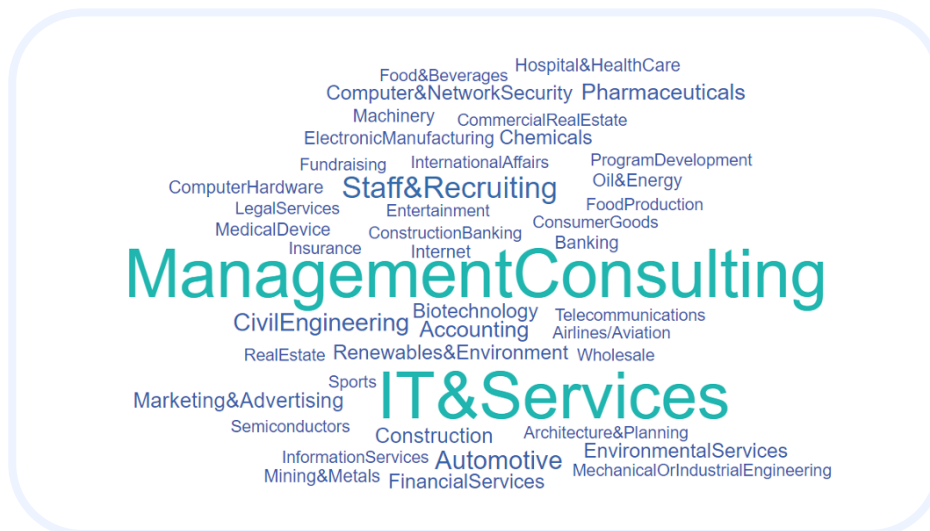 Hospital&HealthCare
Food&Beverages
Computer&NetworkSecurity Pharmaceuticals
Machinery CommercialRealEstate
ElectronicManufacturing Chemicals
Fundraising InternationalAffairs ProgramDevelopment
ComputerHardware Staff&Recruiting Oil&Energy
LegalServices Entertainment FoodProduction
MedicalDevice ConstructionBanking ConsumerGoods
Insurance Internet Banking
ManagementConsulting
Biotechnology Telecommunications
CivilEngineering Accounting Airlines/Aviation
RealEstate Renewables&Environment Wholesale
Sports
Marketing&Advertising IT&Services
Semiconductors
Construction Architecture&Planning
InformationServices Automotive EnvironmentalServices
Mining&Metals FinancialServices MechanicalOrIndustrialEngineering